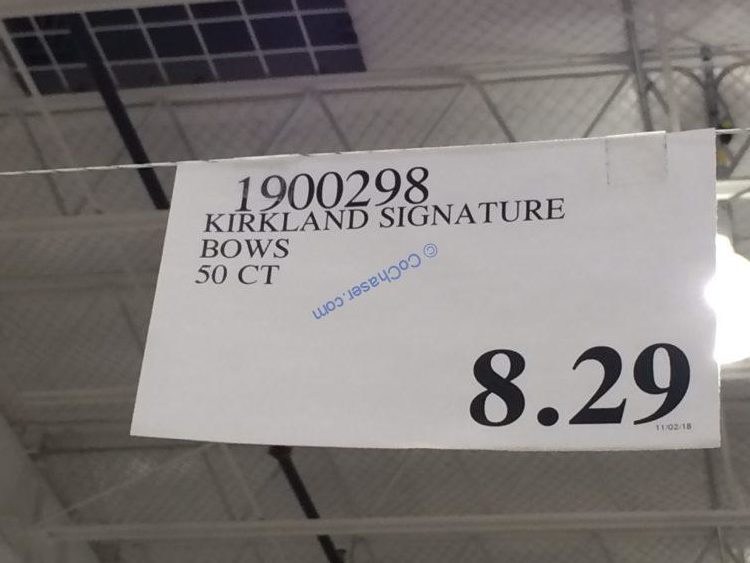 1900298
KIRKLAND SIGNATURE
BOWS
50 CT
© CoChaser.com
8.29
11/02/18